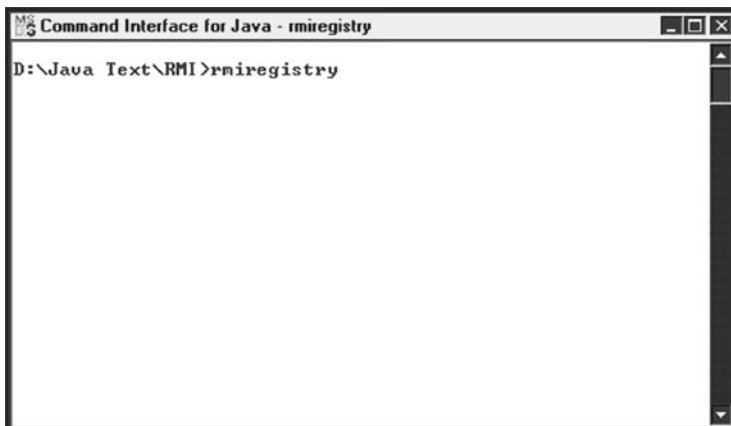 Command Interface for Java - rmiregistry
D:\Java Text\RMI>rmiregistry